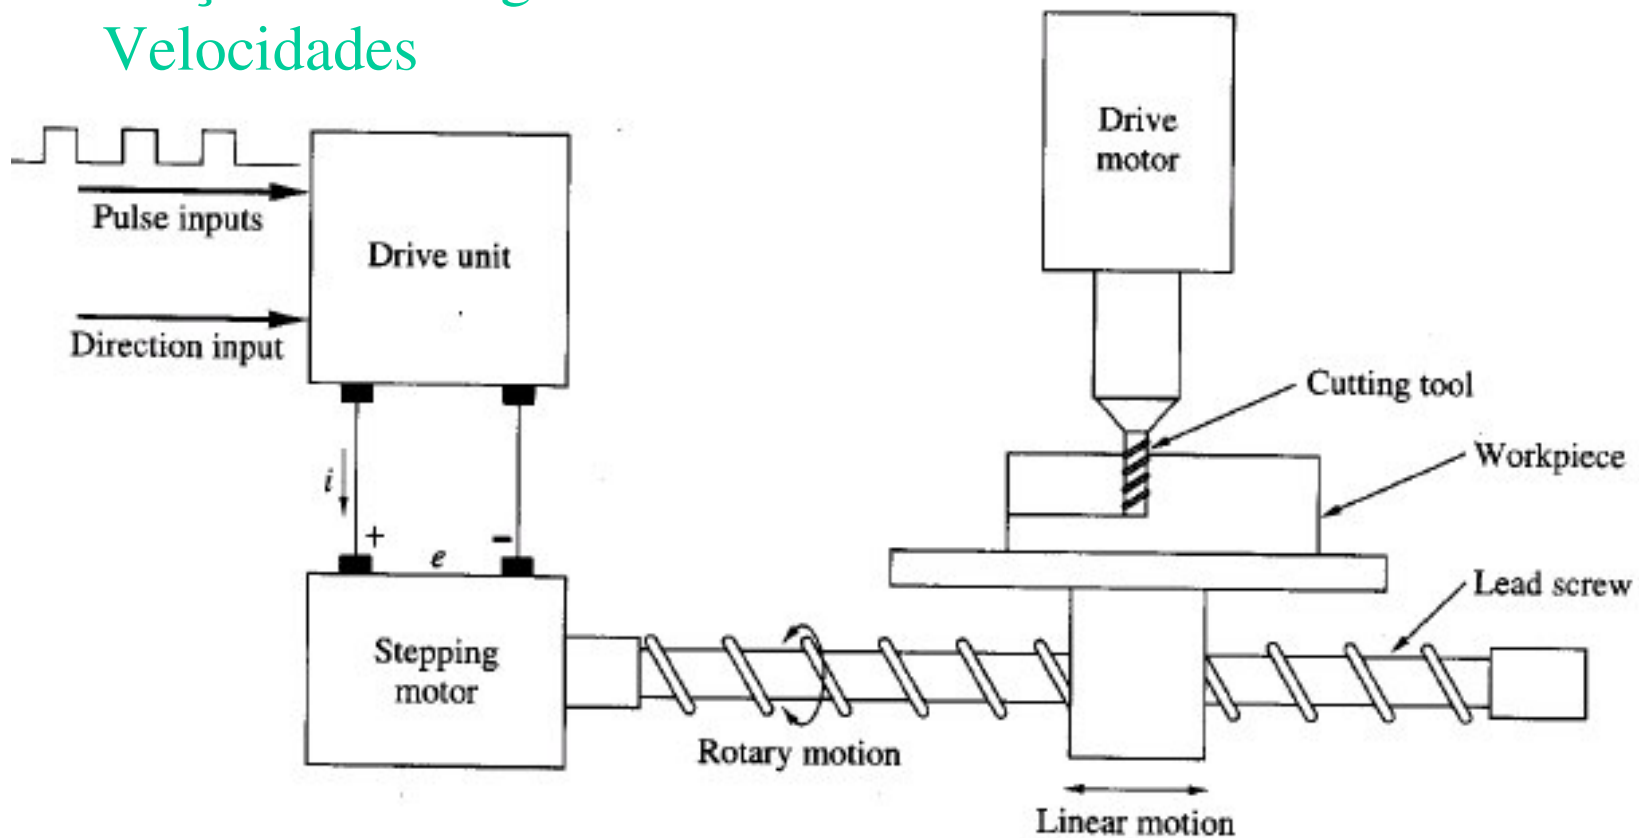 Velocidades
Drive
motor
Pulse inputs
Drive unit
Direction input
Cutting tool
Workpiece
i
+
e
-
Lead screw
Stepping
motor
Rotary motion
Linear motion